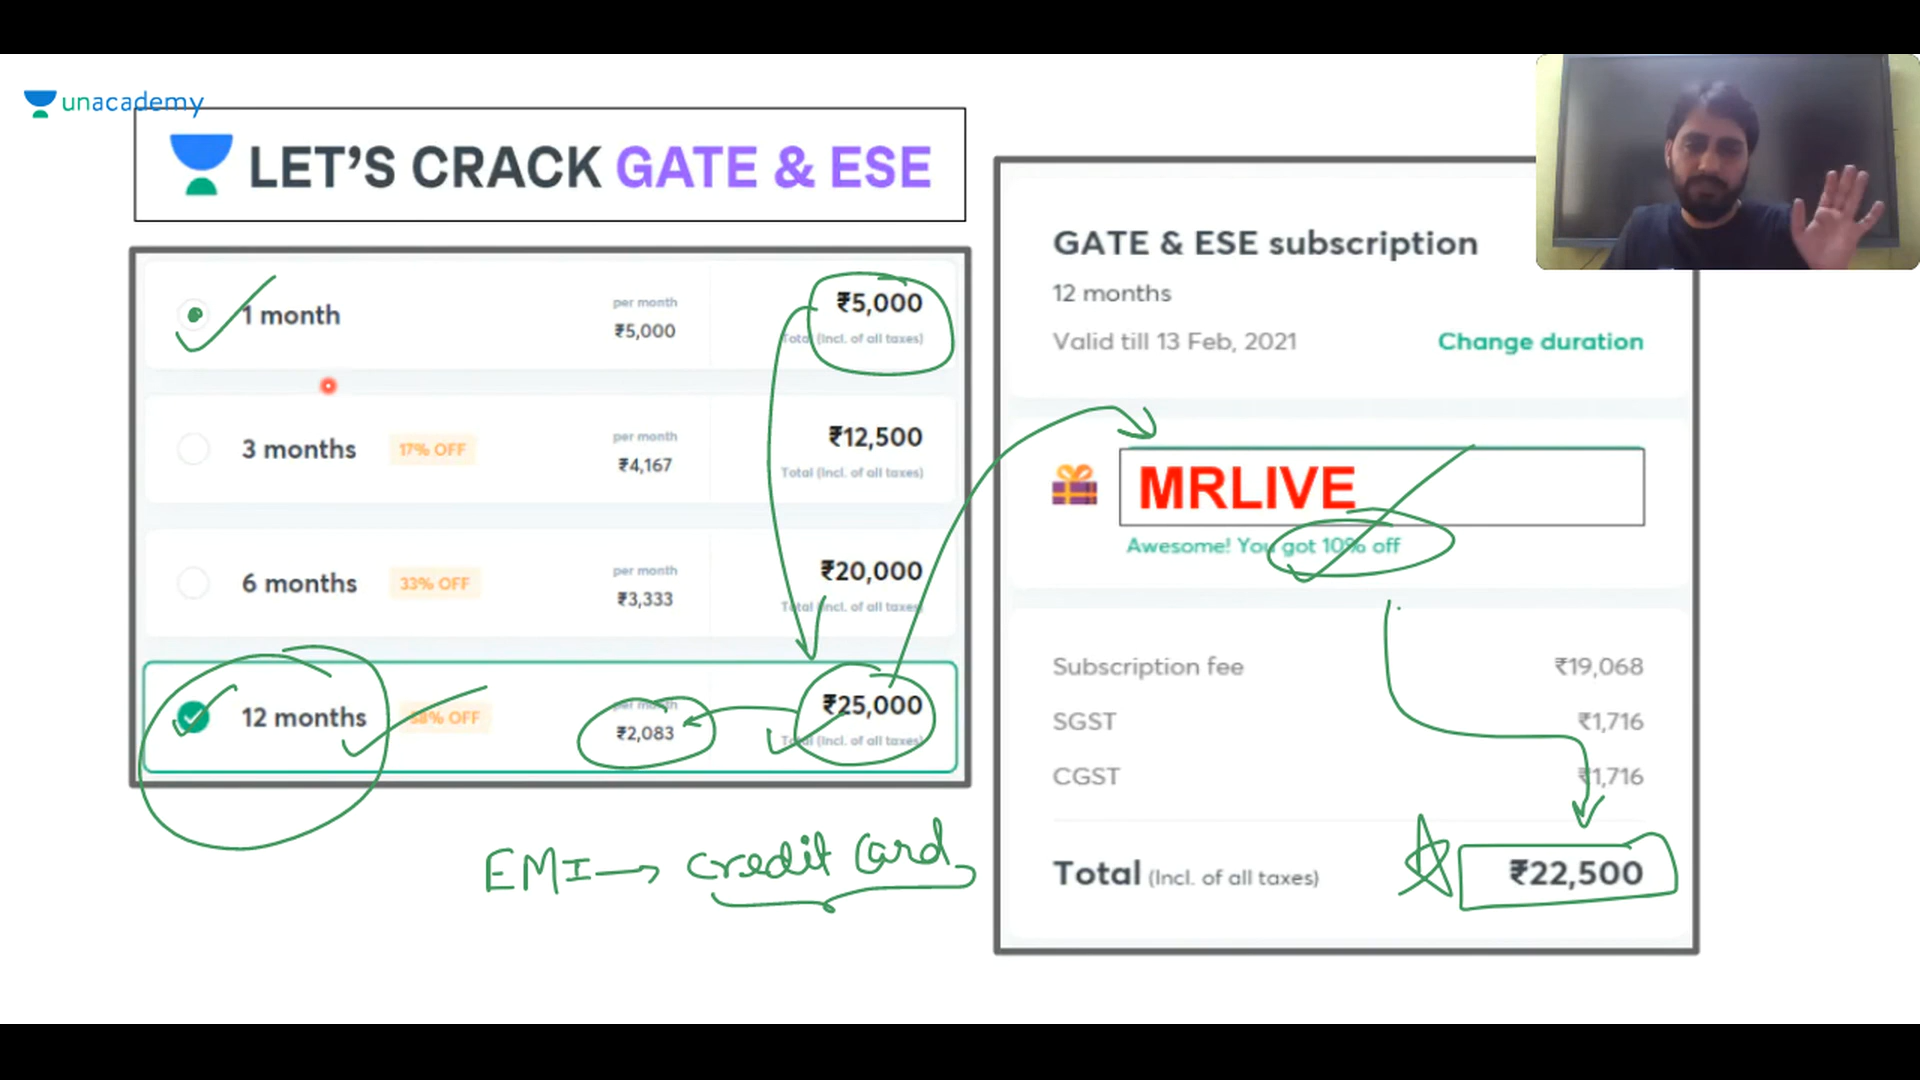 unacademy
LET'S CRACK GATE & ESE
1 month
per month
₹5,000
₹5,000
Total (Incl. of all taxes)
3 months
17% OFF
per month
₹4,167
₹12,500
Total (Incl. of all taxes)
6 months
33% OFF
per month
₹3,333
₹20,000
Total (Incl. of all taxes)
12 months
58% OFF
per month
₹2,083
₹25,000
Total (Incl. of all taxes)
EMI → credit card
GATE & ESE subscription
12 months
Valid till 13 Feb, 2021
Change duration
MRLIVE
Awesome! You got 10% off
Subscription fee ₹19,068
SGST ₹1,716
CGST ₹1,716
Total (Incl. of all taxes) ₹22,500